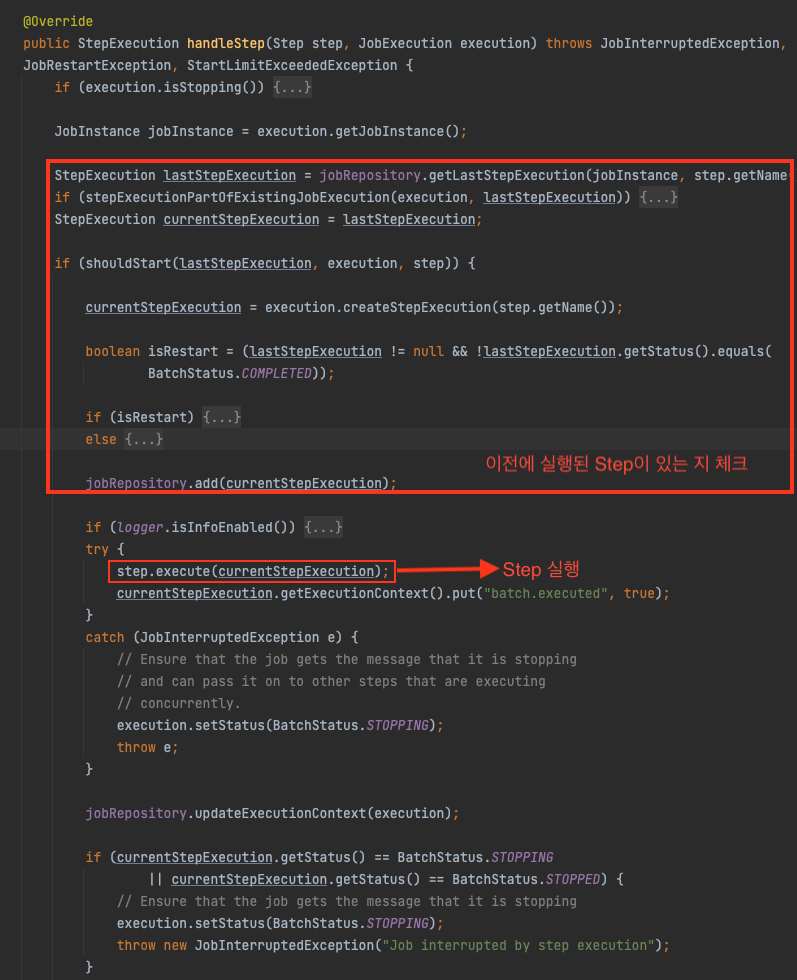 @Override
public StepExecution handleStep(Step step, JobExecution execution) throws JobInterruptedException,
JobRestartException, StartLimitExceededException {
if (execution.isStopping()) {...}
JobInstance jobInstance = execution.getJobInstance();
StepExecution lastStepExecution = jobRepository.getLastStepExecution(jobInstance, step.getName
if (stepExecutionPartOfExistingJobExecution(execution, lastStepExecution)) {...}
StepExecution currentStepExecution = lastStepExecution;
if (shouldStart(lastStepExecution, execution, step)) {
currentStepExecution = execution.createStepExecution(step.getName());
boolean isRestart = (lastStepExecution != null && !lastStepExecution.getStatus().equals(
BatchStatus.COMPLETED));
if (isRestart) {...}
else {...}
이전에 실행된 Step이 있는 지 체크
jobRepository.add(currentStepExecution);
if (logger.isInfoEnabled()) {...}
try {
step.execute(currentStepExecution); Step 실행
currentStepExecution.getExecutionContext().put("batch.executed", true);
}
catch (JobInterruptedException e) {
// Ensure that the job gets the message that it is stopping
// and can pass it on to other steps that are executing
// concurrently.
execution.setStatus(BatchStatus.STOPPING);
throw e;
}
jobRepository.updateExecutionContext(execution);
if (currentStepExecution.getStatus() == BatchStatus.STOPPING
|| currentStepExecution.getStatus() == BatchStatus.STOPPED) {
// Ensure that the job gets the message that it is stopping
execution.setStatus(BatchStatus.STOPPING);
throw new JobInterruptedException("Job interrupted by step execution");
}